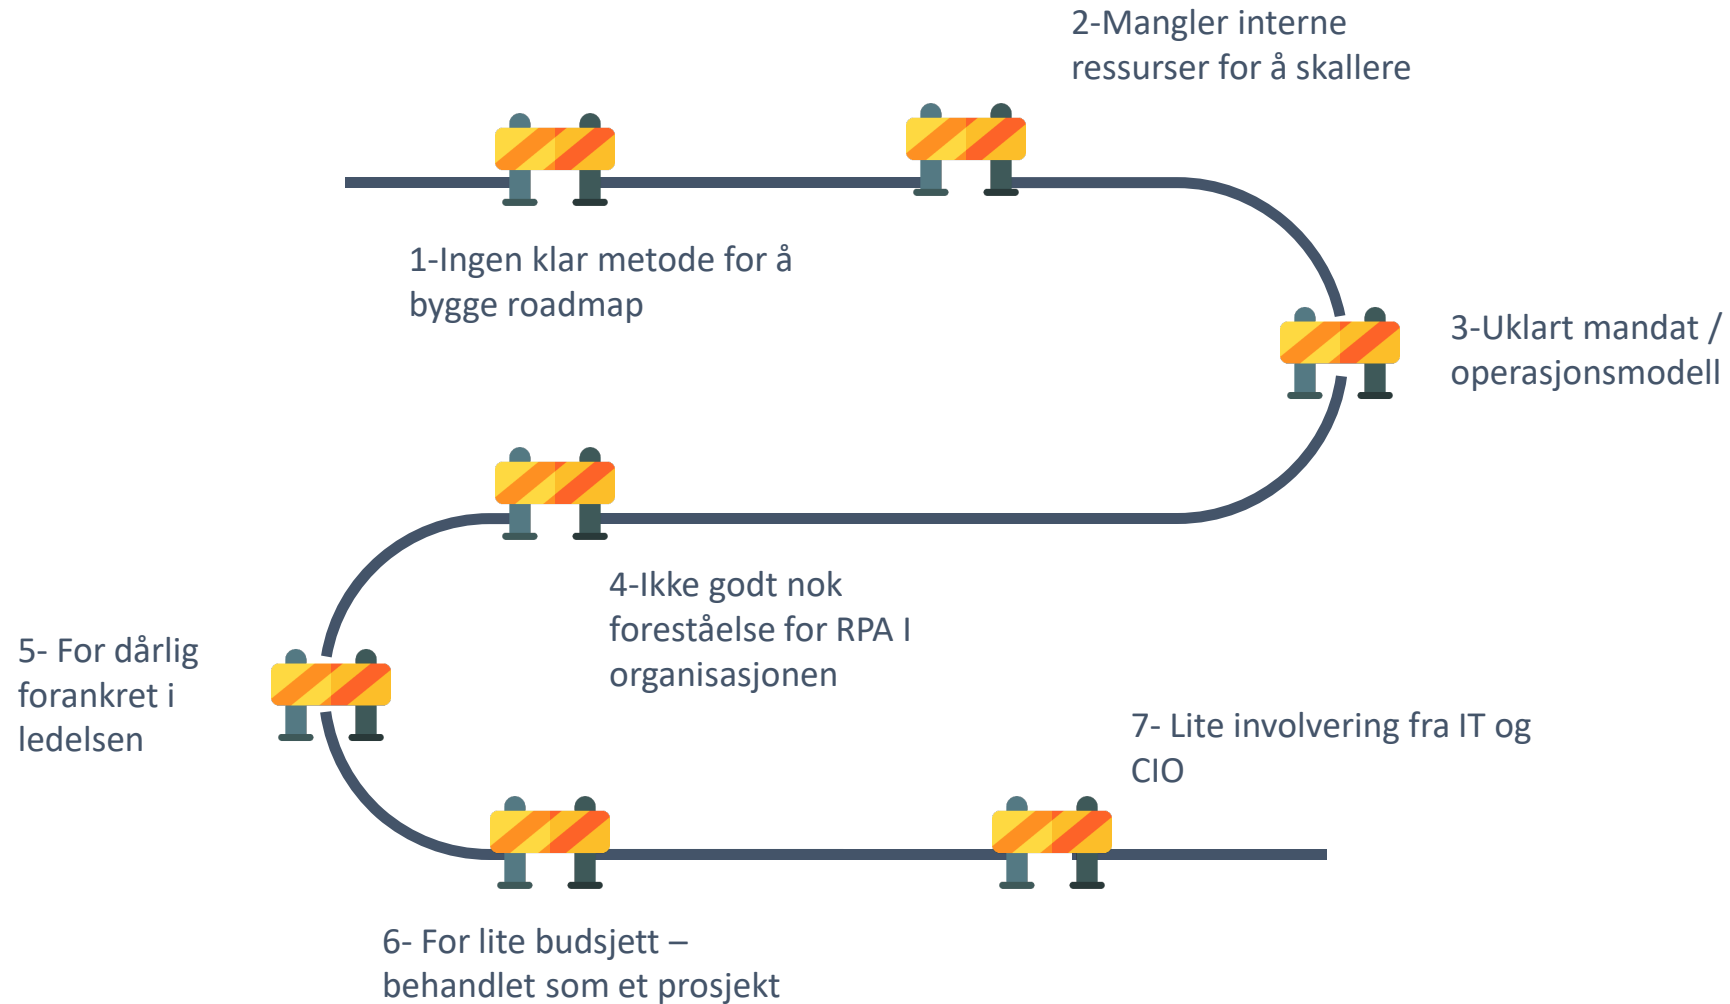 1-Ingen klar metode for å
bygge roadmap
2-Mangler interne
ressurser for å skallere
3-Uklart mandat /
operasjonsmodell
4-Ikke godt nok
foreståelse for RPA I
organisasjonen
5- For dårlig
forankret i
ledelsen
6- For lite budsjett –
behandlet som et prosjekt
7- Lite involvering fra IT og
CIO